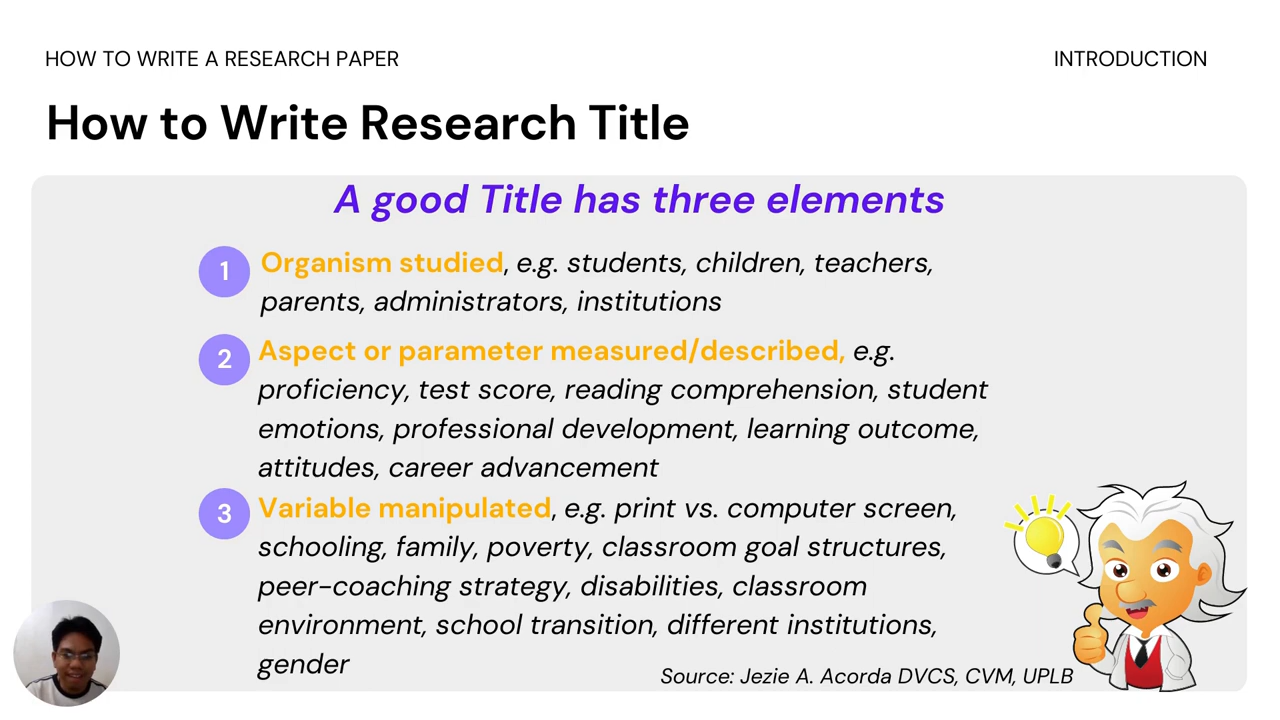 HOW TO WRITE A RESEARCH PAPER
INTRODUCTION
How to Write Research Title
A good Title has three elements
1 Organism studied, e.g. students, children, teachers,
parents, administrators, institutions
2 Aspect or parameter measured/described, e.g.
proficiency, test score, reading comprehension, student
emotions, professional development, learning outcome,
attitudes, career advancement
3 Variable manipulated, e.g. print vs. computer screen,
schooling, family, poverty, classroom goal structures,
peer-coaching strategy, disabilities, classroom
environment, school transition, different institutions,
gender
Source: Jezie A. Acorda DVCS, CVM, UPLB